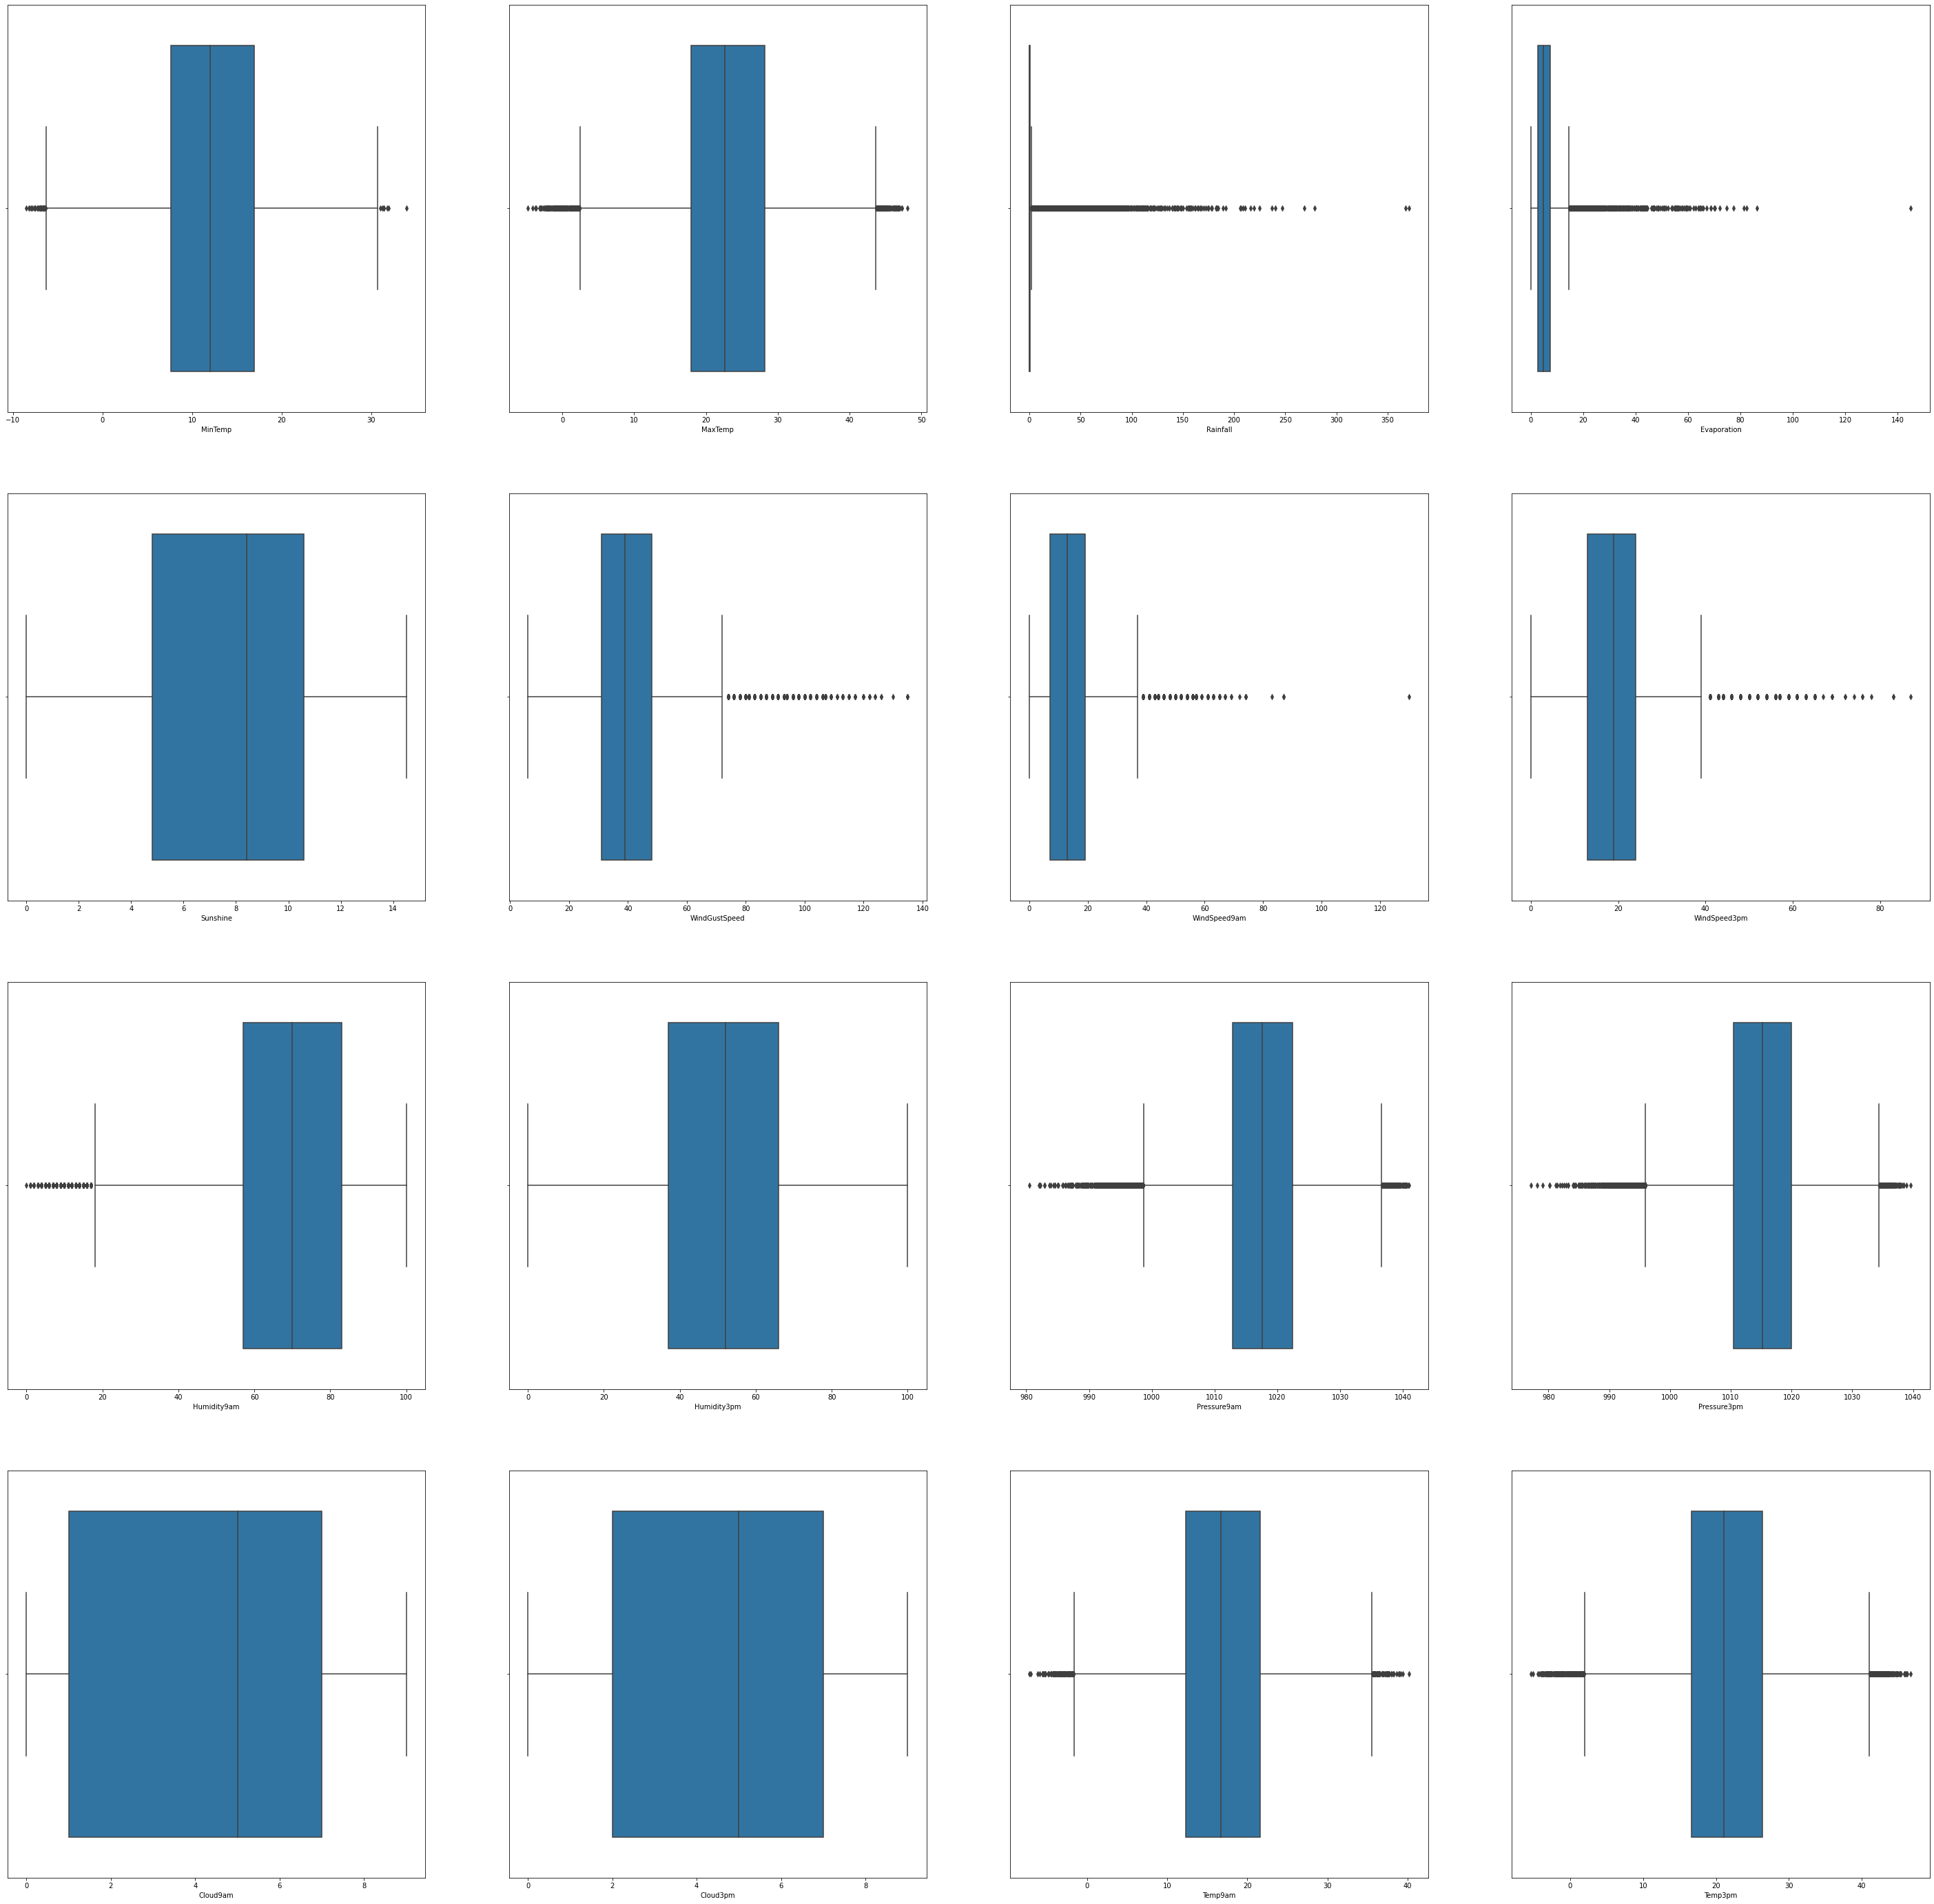 −10 0 10 20 30
MinTemp
0 10 20 30 40 50
MaxTemp
0 50 100 150 200 250 300 350
Rainfall
0 20 40 60 80 100 120 140
Evaporation
0 2 4 6 8 10 12 14
Sunshine
0 20 40 60 80 100 120 140
WindGustSpeed
0 20 40 60 80 100 120
WindSpeed9am
0 20 40 60 80
WindSpeed3pm
0 20 40 60 80 100
Humidity9am
0 20 40 60 80 100
Humidity3pm
980 990 1000 1010 1020 1030 1040
Pressure9am
980 990 1000 1010 1020 1030 1040
Pressure3pm
0 2 4 6 8
Cloud9am
0 2 4 6 8
Cloud3pm
0 10 20 30 40
Temp9am
0 10 20 30 40
Temp3pm